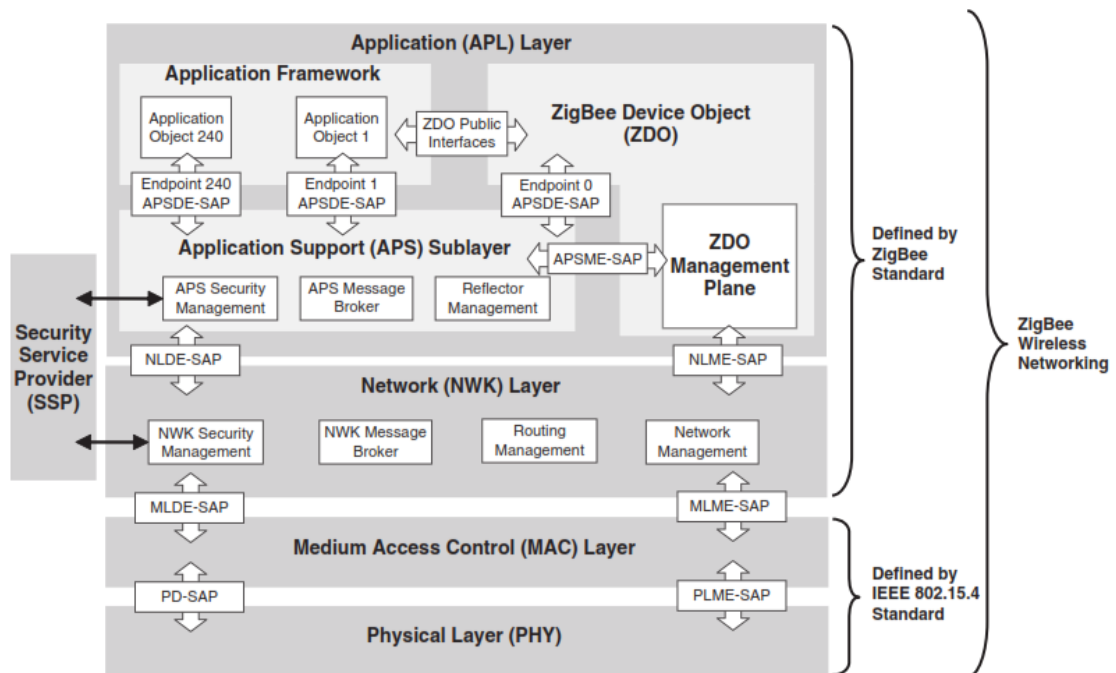 Application (APL) Layer
Application Framework
Application
Object 240
Application
Object 1
ZDO Public
Interfaces
ZigBee Device Object
(ZDO)
Endpoint 240
APSDE-SAP
Endpoint 1
APSDE-SAP
Endpoint 0
APSDE-SAP
Application Support (APS) Sublayer
APSME-SAP
ZDO
Management
Plane
APS Security
Management
APS Message
Broker
Reflector
Management
Security
Service
Provider
(SSP)
NLDE-SAP
NLME-SAP
Network (NWK) Layer
NWK Security
Management
NWK Message
Broker
Routing
Management
Network
Management
MLDE-SAP
MLME-SAP
Medium Access Control (MAC) Layer
PD-SAP
PLME-SAP
Physical Layer (PHY)
Defined by
ZigBee
Standard
Defined by
IEEE 802.15.4
Standard
ZigBee
Wireless
Networking